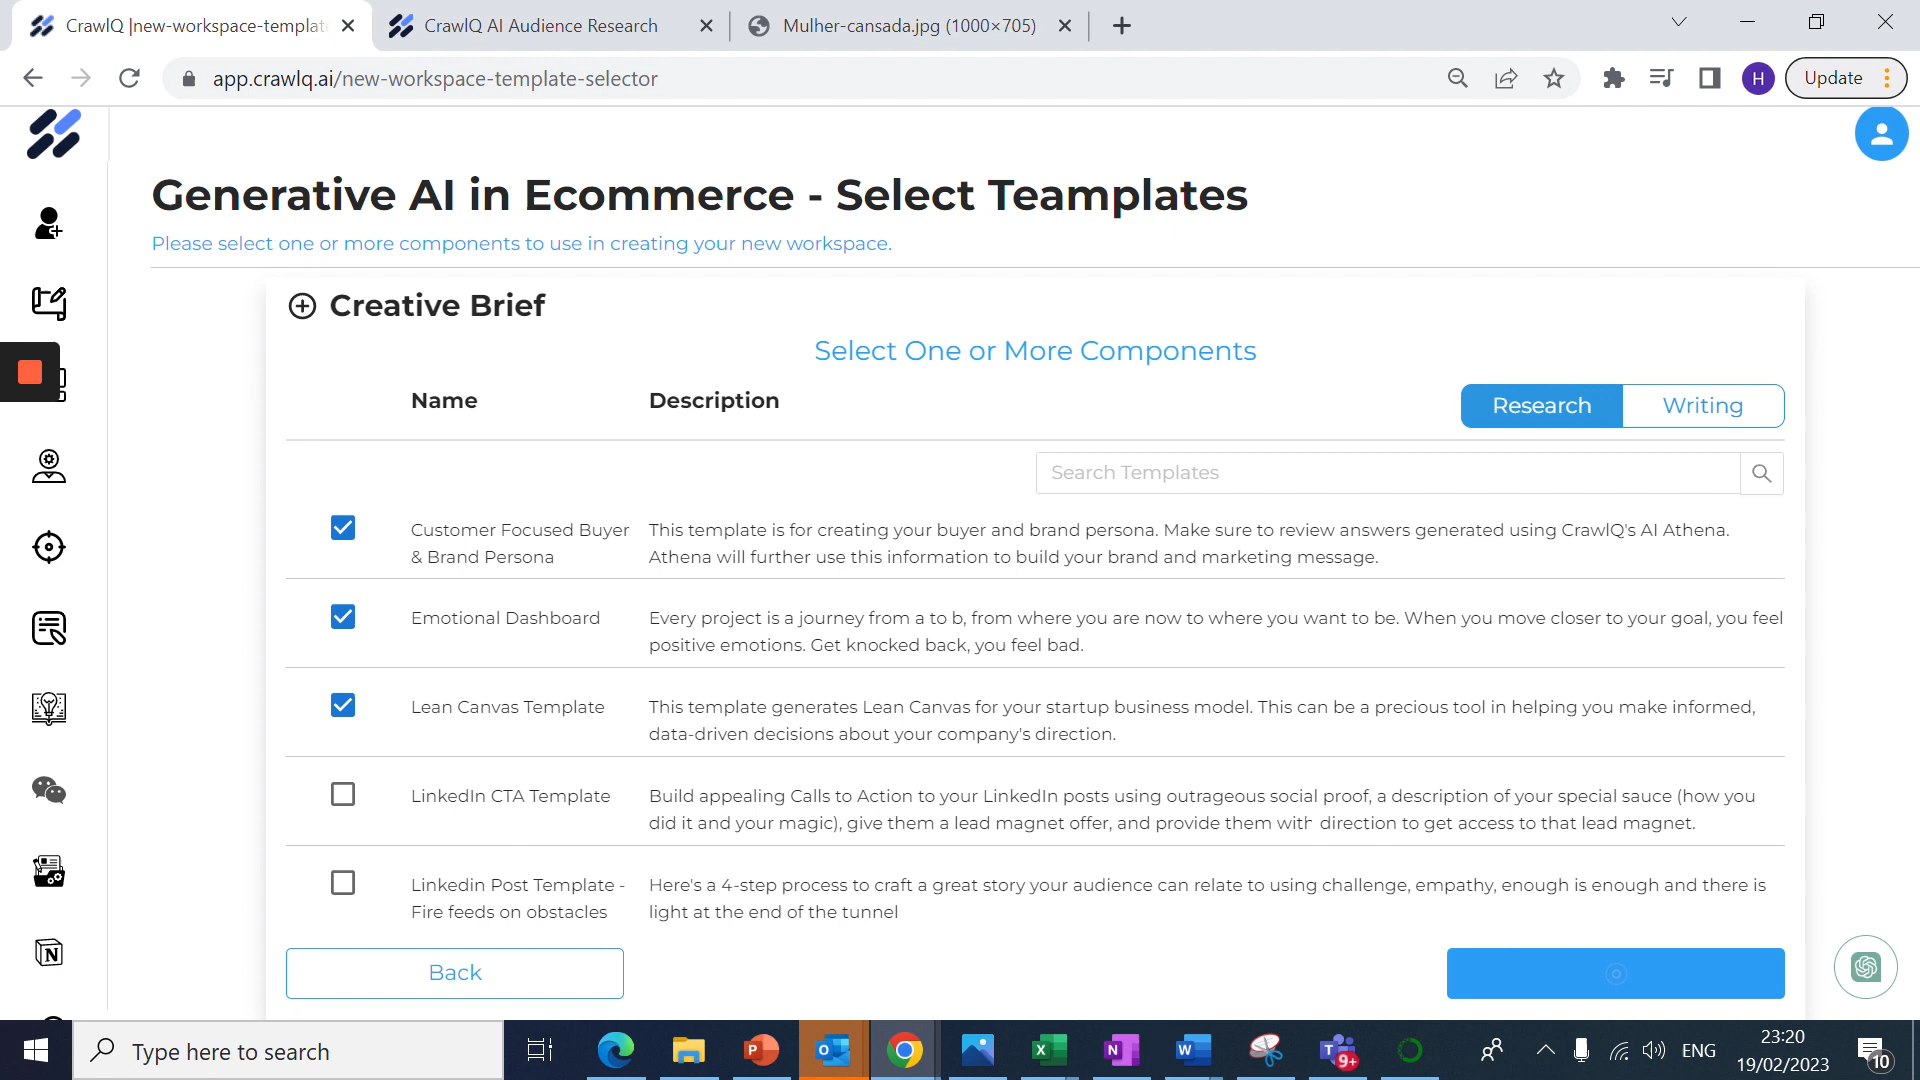 CrawlQ |new-workspace-templat
CrawlQ AI Audience Research
Mulher-cansada.jpg (1000×705)
app.crawlq.ai/new-workspace-template-selector
H
Update
Generative AI in Ecommerce - Select Teamplates
Please select one or more components to use in creating your new workspace.
Creative Brief
Select One or More Components
Name
Description
Research
Writing
Search Templates
Customer Focused Buyer
& Brand Persona
This template is for creating your buyer and brand persona. Make sure to review answers generated using CrawlQ's AI Athena.
Athena will further use this information to build your brand and marketing message.
Emotional Dashboard
Every project is a journey from a to b, from where you are now to where you want to be. When you move closer to your goal, you feel
positive emotions. Get knocked back, you feel bad.
Lean Canvas Template
This template generates Lean Canvas for your startup business model. This can be a precious tool in helping you make informed,
data-driven decisions about your company's direction.
LinkedIn CTA Template
Build appealing Calls to Action to your LinkedIn posts using outrageous social proof, a description of your special sauce (how you
did it and your magic), give them a lead magnet offer, and provide them with direction to get access to that lead magnet.
Linkedin Post Template -
Fire feeds on obstacles
Here's a 4-step process to craft a great story your audience can relate to using challenge, empathy, enough is enough and there is
light at the end of the tunnel
Back
N
Type here to search
P
O
X
N
W
T
9+
ENG
23:20
19/02/2023
10